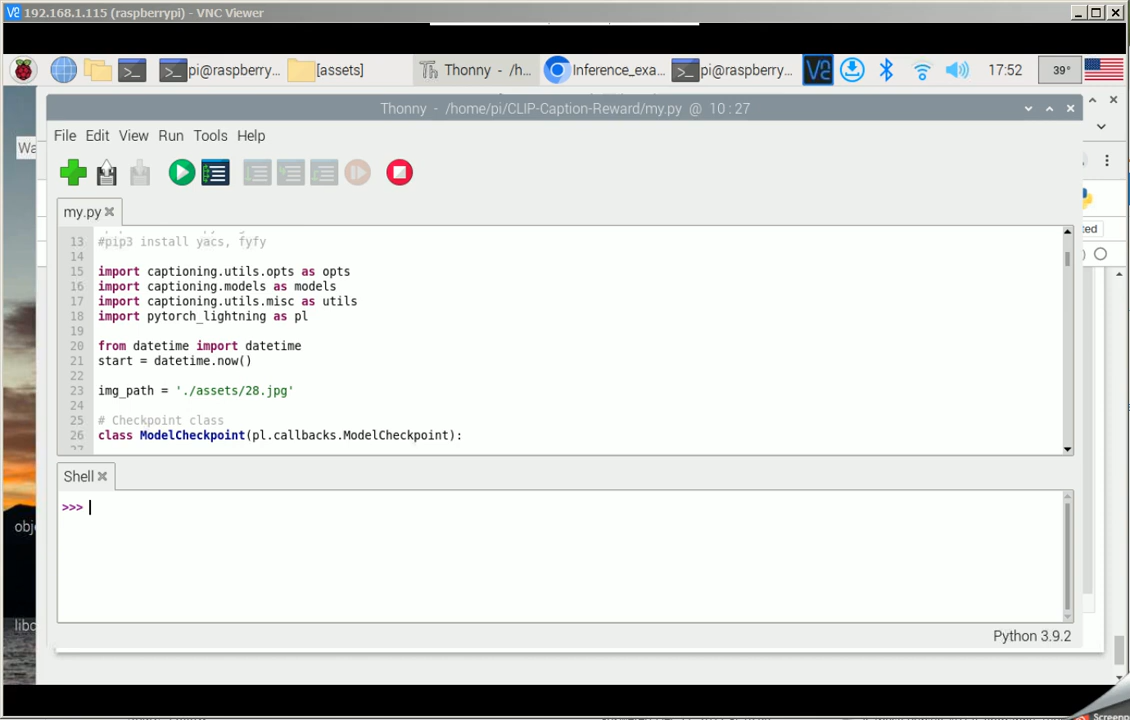 192.168.1.115 (raspberrypi) - VNC Viewer
pi@raspberry... [assets] Thonny - /h... Inference_exa... pi@raspberry... 17:52 39°
Thonny - /home/pi/CLIP-Caption-Reward/my.py @ 10 : 27
File Edit View Run Tools Help
my.py
13 #pip3 install yacs, fyfy
14
15 import captioning.utils.opts as opts
16 import captioning.models as models
17 import captioning.utils.misc as utils
18 import pytorch_lightning as pl
19
20 from datetime import datetime
21 start = datetime.now()
22
23 img_path = './assets/28.jpg'
24
25 # Checkpoint class
26 class ModelCheckpoint(pl.callbacks.ModelCheckpoint):
Shell
>>>
Python 3.9.2
Wa
obje
libc
ted